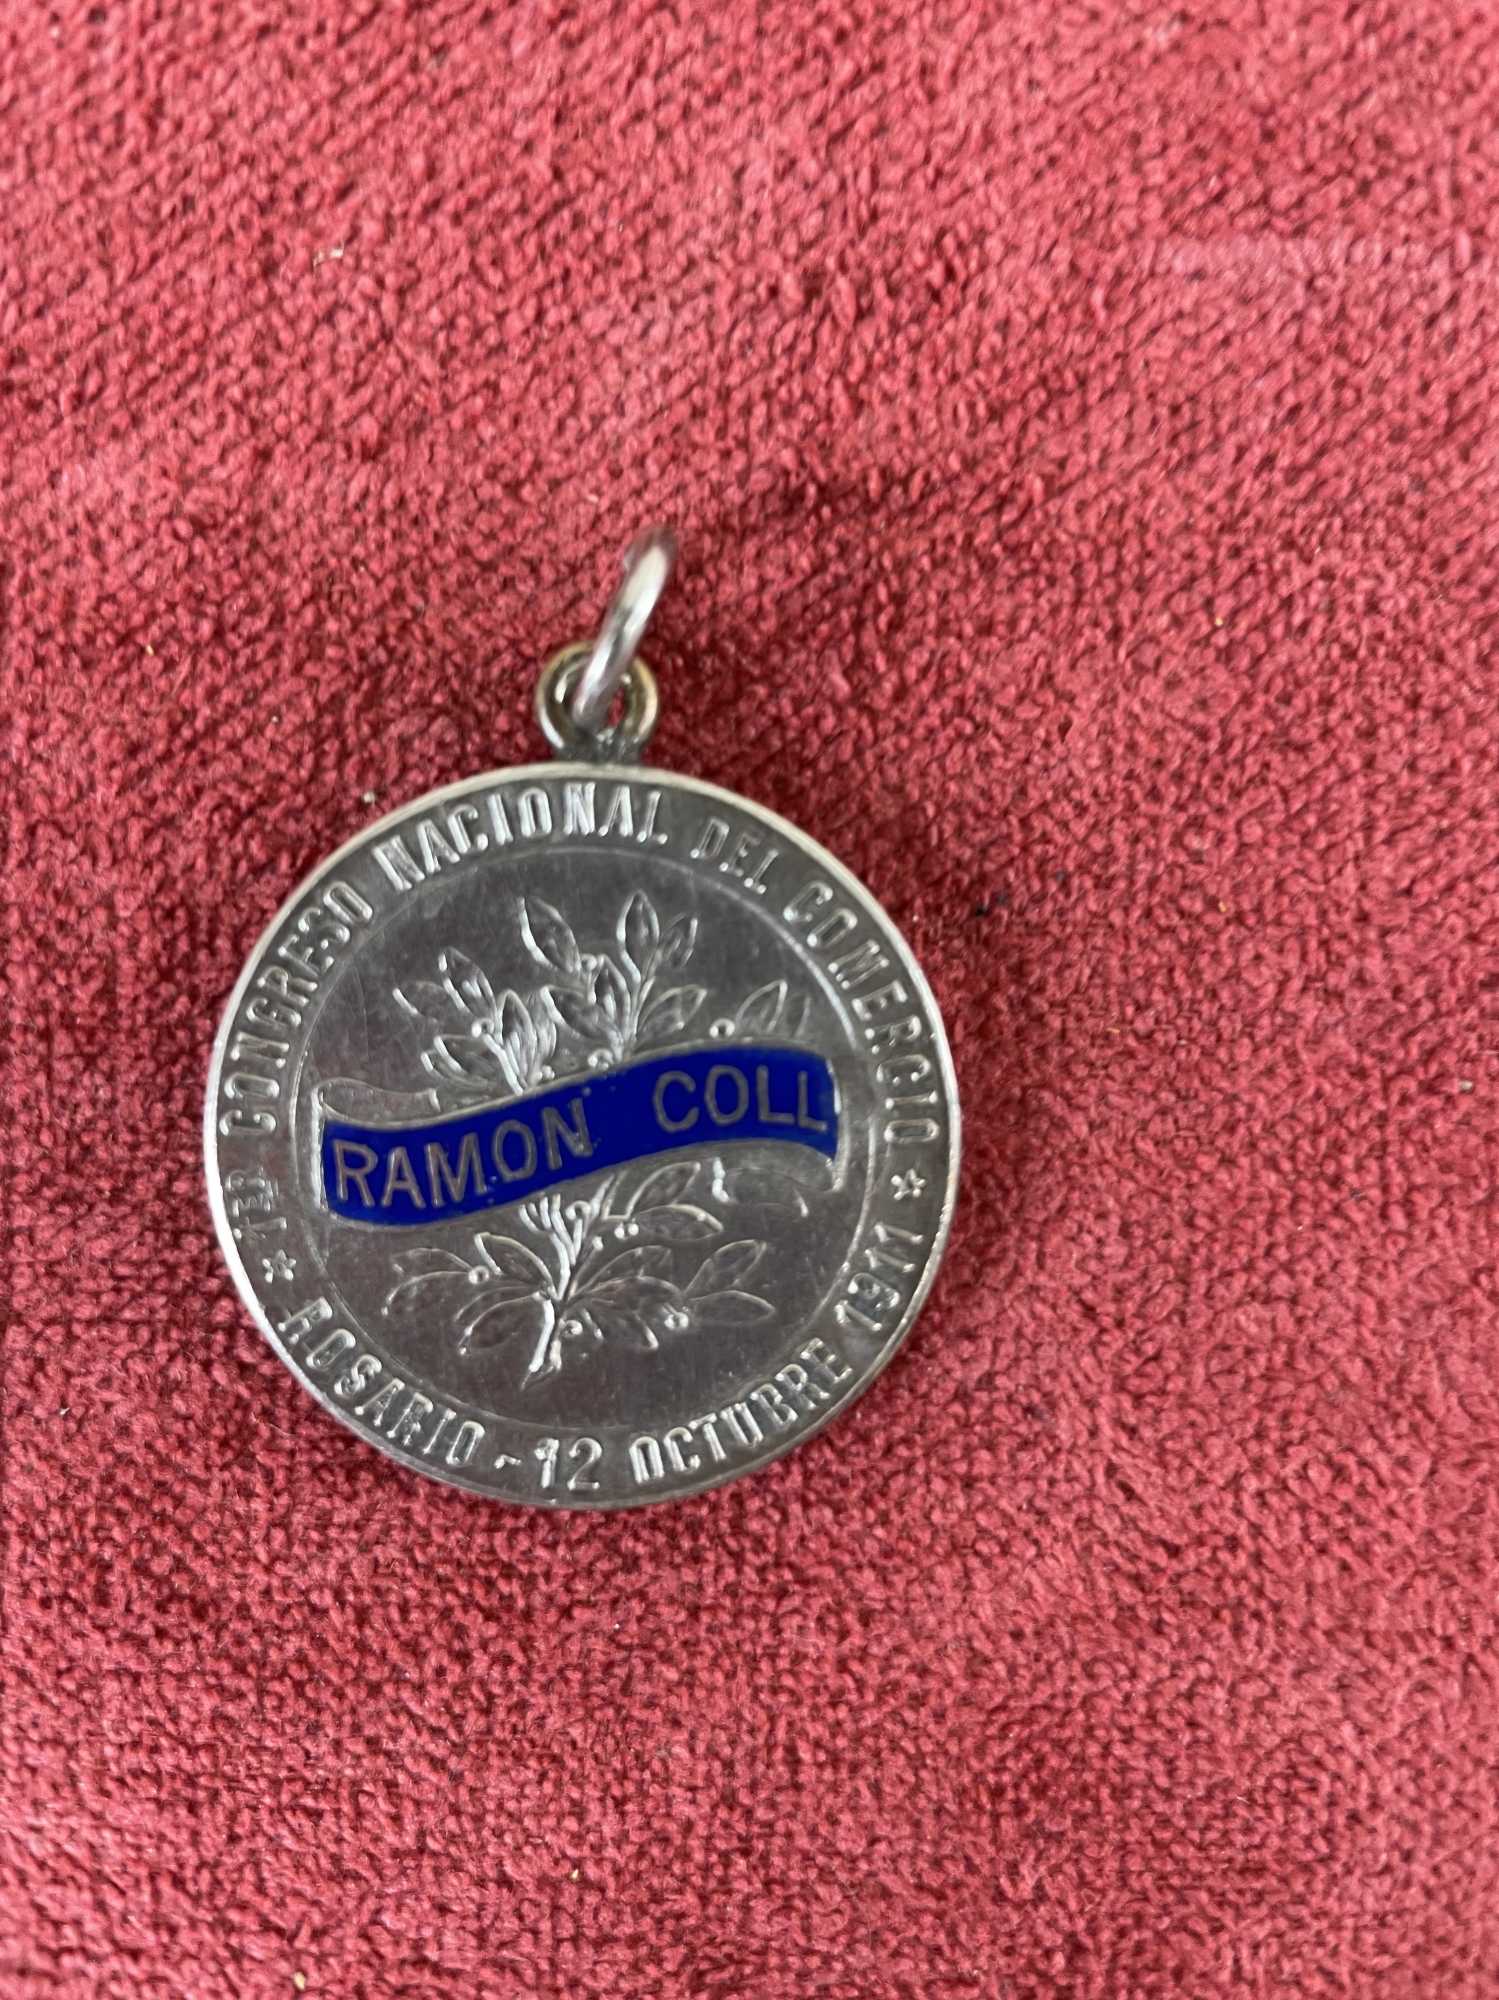 1ER CONGRESO NACIONAL DEL COMERCIO
RAMON COLL
ROSARIO - 12 OCTUBRE 1911